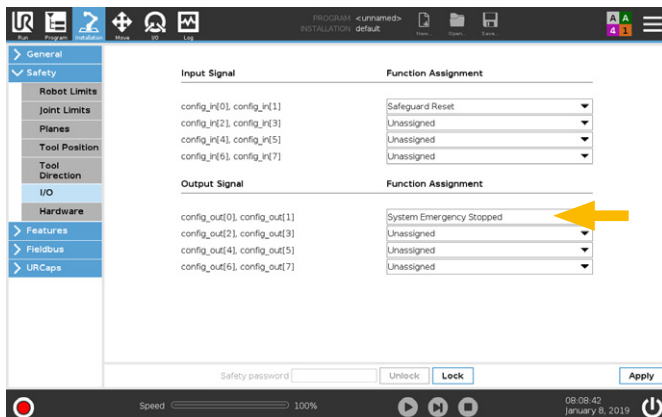 UR
PROGRAM <unnamed>
INSTALLATION default
Run Program Installation Move I/O Log New... Open... Save...
A A
4 1
General
Safety
Robot Limits
Joint Limits
Planes
Tool Position
Tool
Direction
I/O
Hardware
Features
Fieldbus
URCaps
Input Signal Function Assignment
config_in[0], config_in[1] Safeguard Reset
config_in[2], config_in[3] Unassigned
config_in[4], config_in[5] Unassigned
config_in[6], config_in[7] Unassigned
Output Signal Function Assignment
config_out[0], config_out[1] System Emergency Stopped
config_out[2], config_out[3] Unassigned
config_out[4], config_out[5] Unassigned
config_out[6], config_out[7] Unassigned
Safety password Unlock Lock Apply
Speed 100%
08:08:42
January 8, 2019